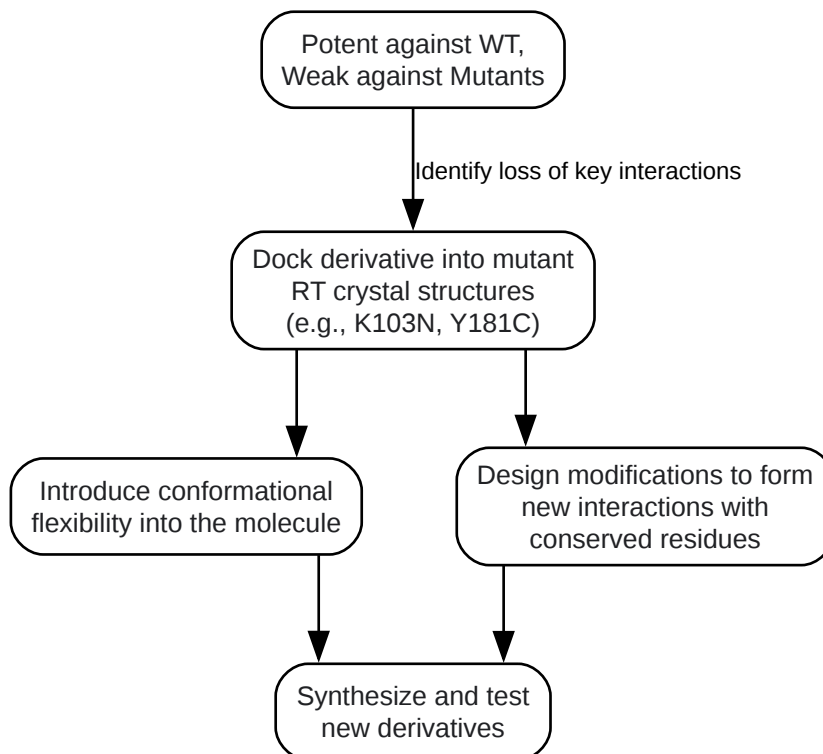 Potent against WT,
Weak against Mutants
Identify loss of key interactions
Dock derivative into mutant
RT crystal structures
(e.g., K103N, Y181C)
Introduce conformational
flexibility into the molecule
Design modifications to form
new interactions with
conserved residues
Synthesize and test
new derivatives